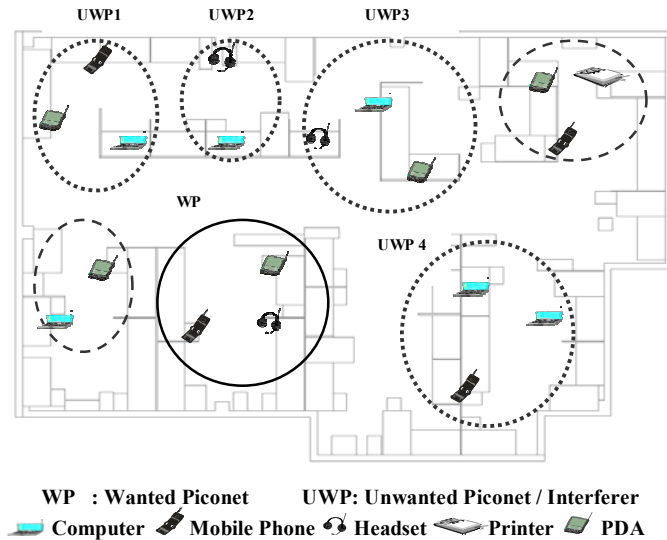 UWP1 UWP2 UWP3
WP
UWP 4
WP : Wanted Piconet UWP: Unwanted Piconet / Interferer
Computer Mobile Phone Headset Printer PDA